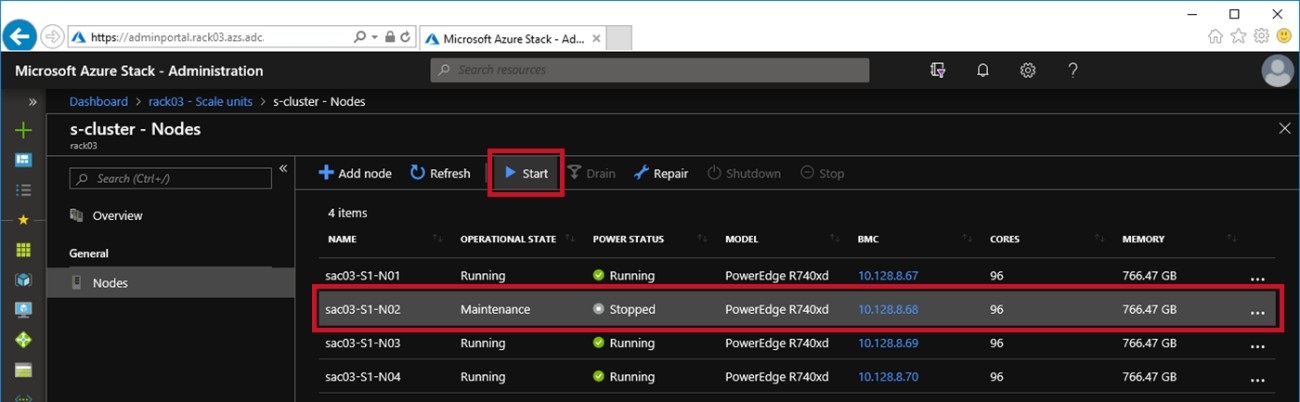 https://adminportal.rack03.azs.adc.
Microsoft Azure Stack - Ad...
Microsoft Azure Stack - Administration
Search resources
Dashboard > rack03 - Scale units > s-cluster - Nodes
s-cluster - Nodes
rack03
Search (Ctrl+/)
Overview
General
Nodes
Add node Refresh Start Drain Repair Shutdown Stop
4 items
NAME OPERATIONAL STATE POWER STATUS MODEL BMC CORES MEMORY
sac03-S1-N01 Running Running PowerEdge R740xd 10.128.8.67 96 766.47 GB ...
sac03-S1-N02 Maintenance Stopped PowerEdge R740xd 10.128.8.68 96 766.47 GB ...
sac03-S1-N03 Running Running PowerEdge R740xd 10.128.8.69 96 766.47 GB ...
sac03-S1-N04 Running Running PowerEdge R740xd 10.128.8.70 96 766.47 GB ...